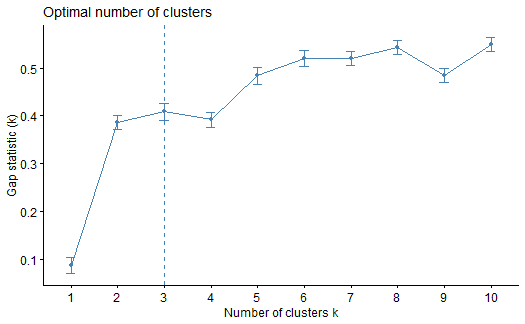 Optimal number of clusters
Gap statistic (k)
0.5
0.4
0.3
0.2
0.1
1 2 3 4 5 6 7 8 9 10
Number of clusters k